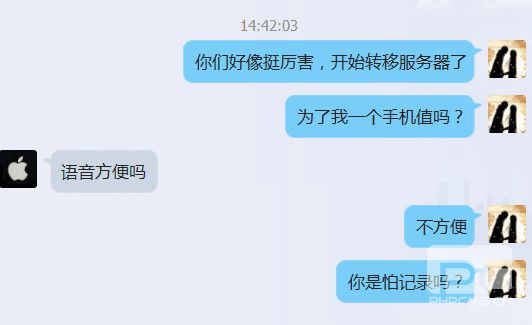 14:42:03
你们好像挺厉害，开始转移服务器了
为了我一个手机值吗？
语音方便吗
不方便
你是怕记录吗？